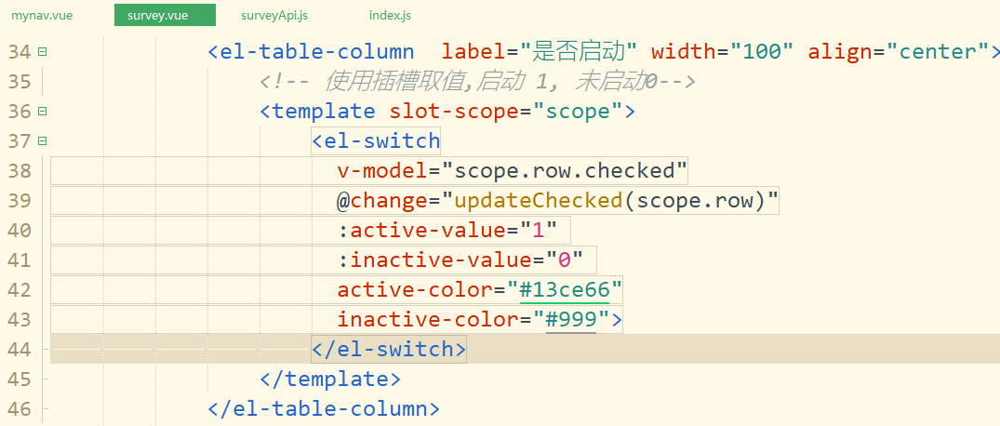 mynav.vue survey.vue surveyApi.js index.js
34 <el-table-column  label="是否启动" width="100" align="center">
35 <!-- 使用插槽取值,启动 1, 未启动0-->
36 <template slot-scope="scope">
37 <el-switch
38 v-model="scope.row.checked"
39 @change="updateChecked(scope.row)"
40 :active-value="1"
41 :inactive-value="0"
42 active-color="#13ce66"
43 inactive-color="#999">
44 </el-switch>
45 </template>
46 </el-table-column>